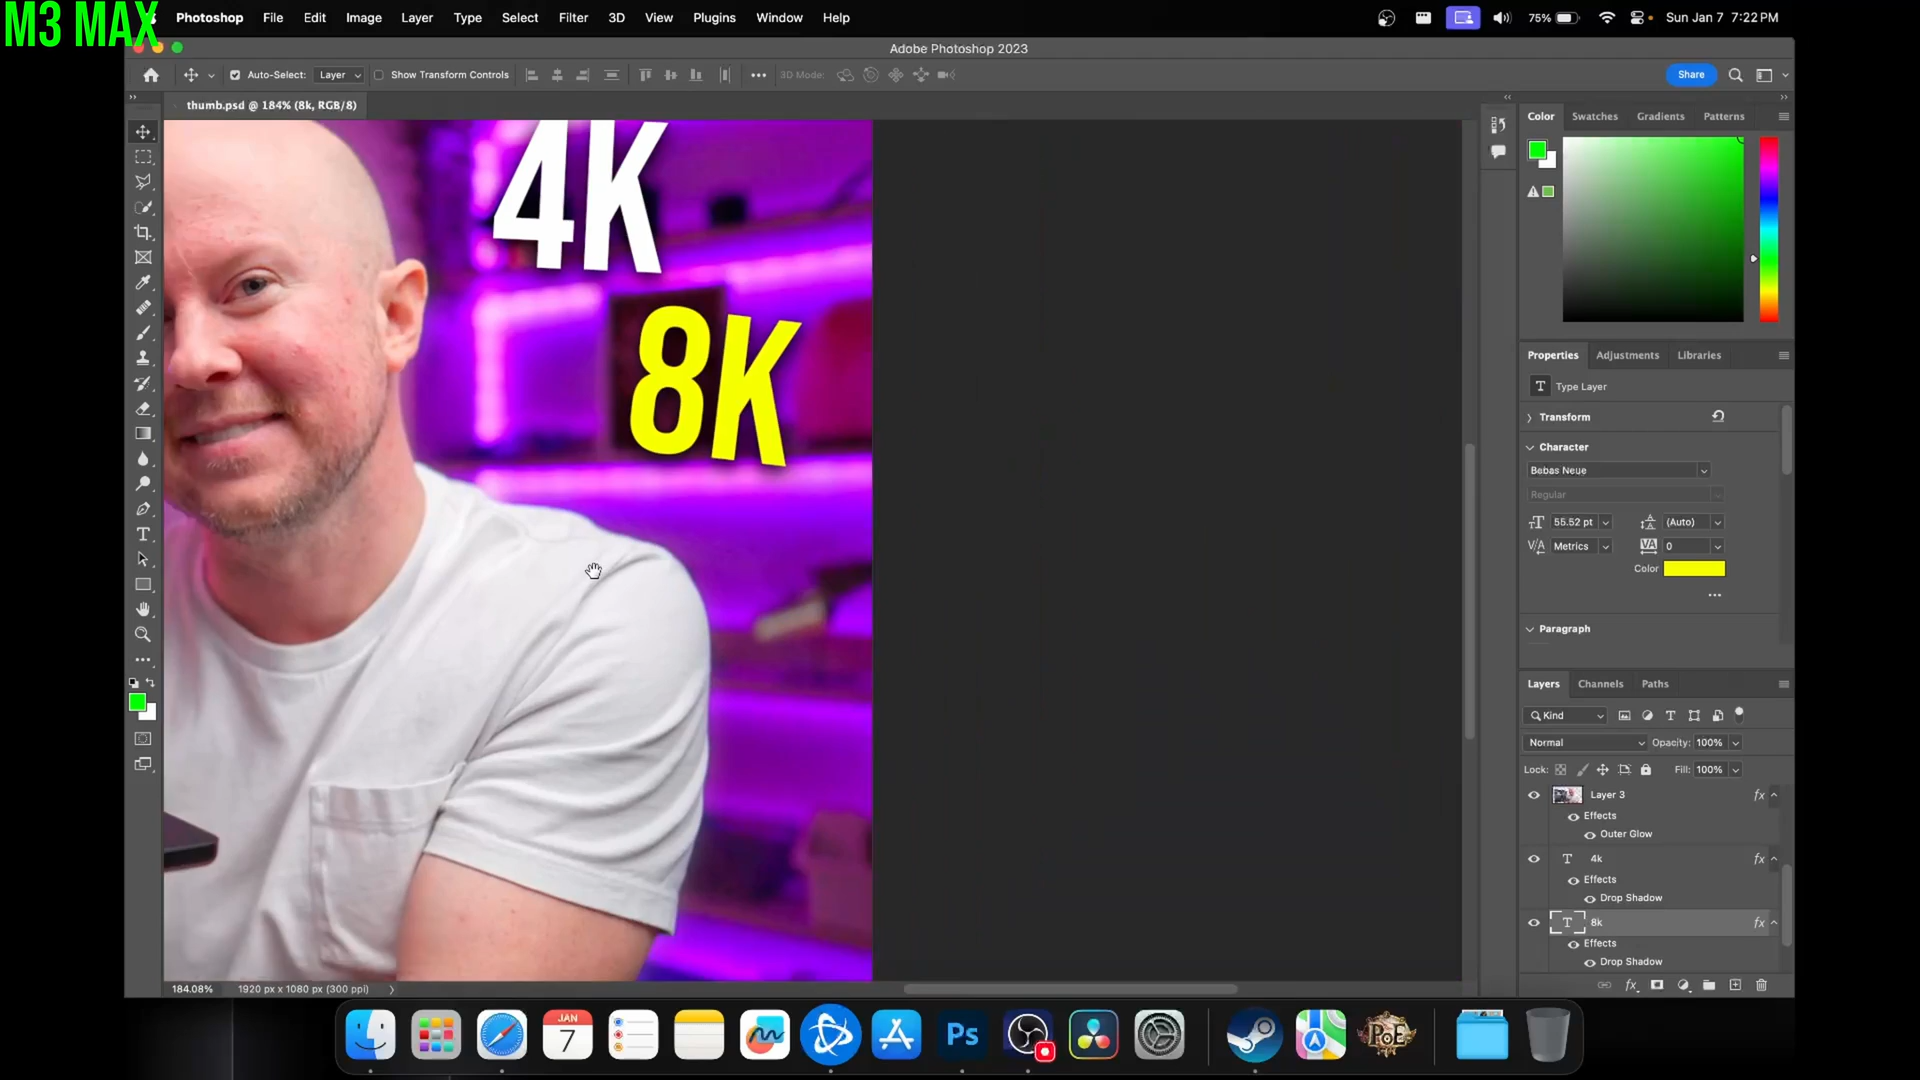 M3 MAX
Photoshop File Edit Image Layer Type Select Filter 3D View Plugins Window Help
75% Sun Jan 7 7:22 PM
Adobe Photoshop 2023
Auto-Select: Layer Show Transform Controls 3D Mode: Share
thumb.psd @ 184% (8k, RGB/8)
Color Swatches Gradients Patterns
4K
8K
Properties Adjustments Libraries
T Type Layer
Transform
Character
Bebas Neue
Regular
55.52 pt (Auto)
Metrics 0
Color
Paragraph
Layers Channels Paths
Kind
Normal Opacity: 100%
Lock: Fill: 100%
Layer 3 fx
Effects
Outer Glow
T 4k fx
Effects
Drop Shadow
T 8k fx
Effects
Drop Shadow
184.08% 1920 px x 1080 px (300 ppi)
fx
JAN
7
Ps
PoE